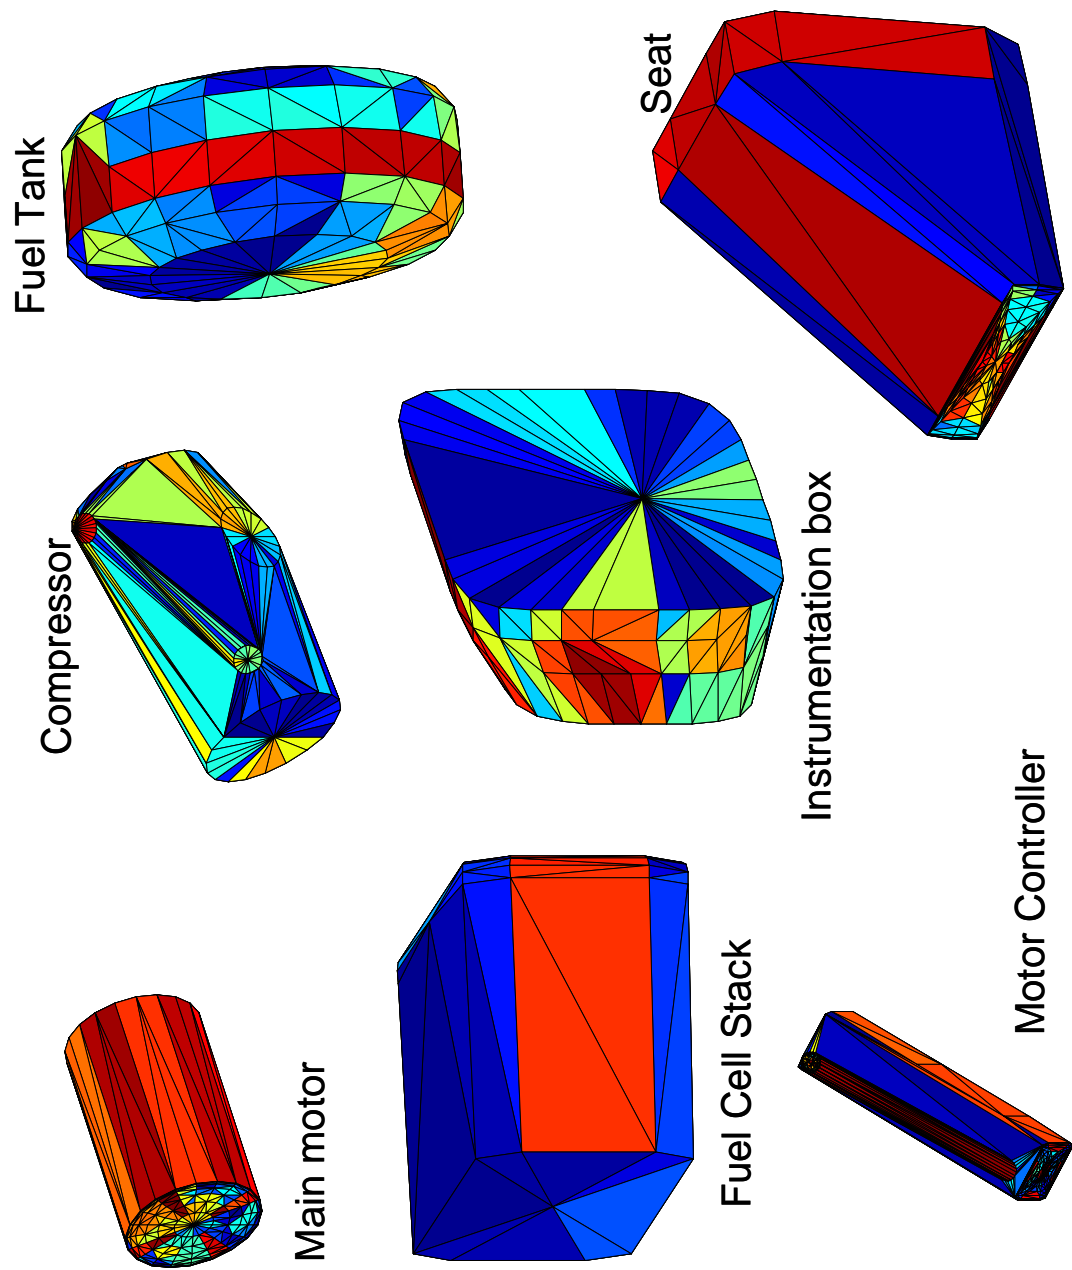 Main motor
Compressor
Fuel Tank
Fuel Cell Stack
Instrumentation box
Seat
Motor Controller